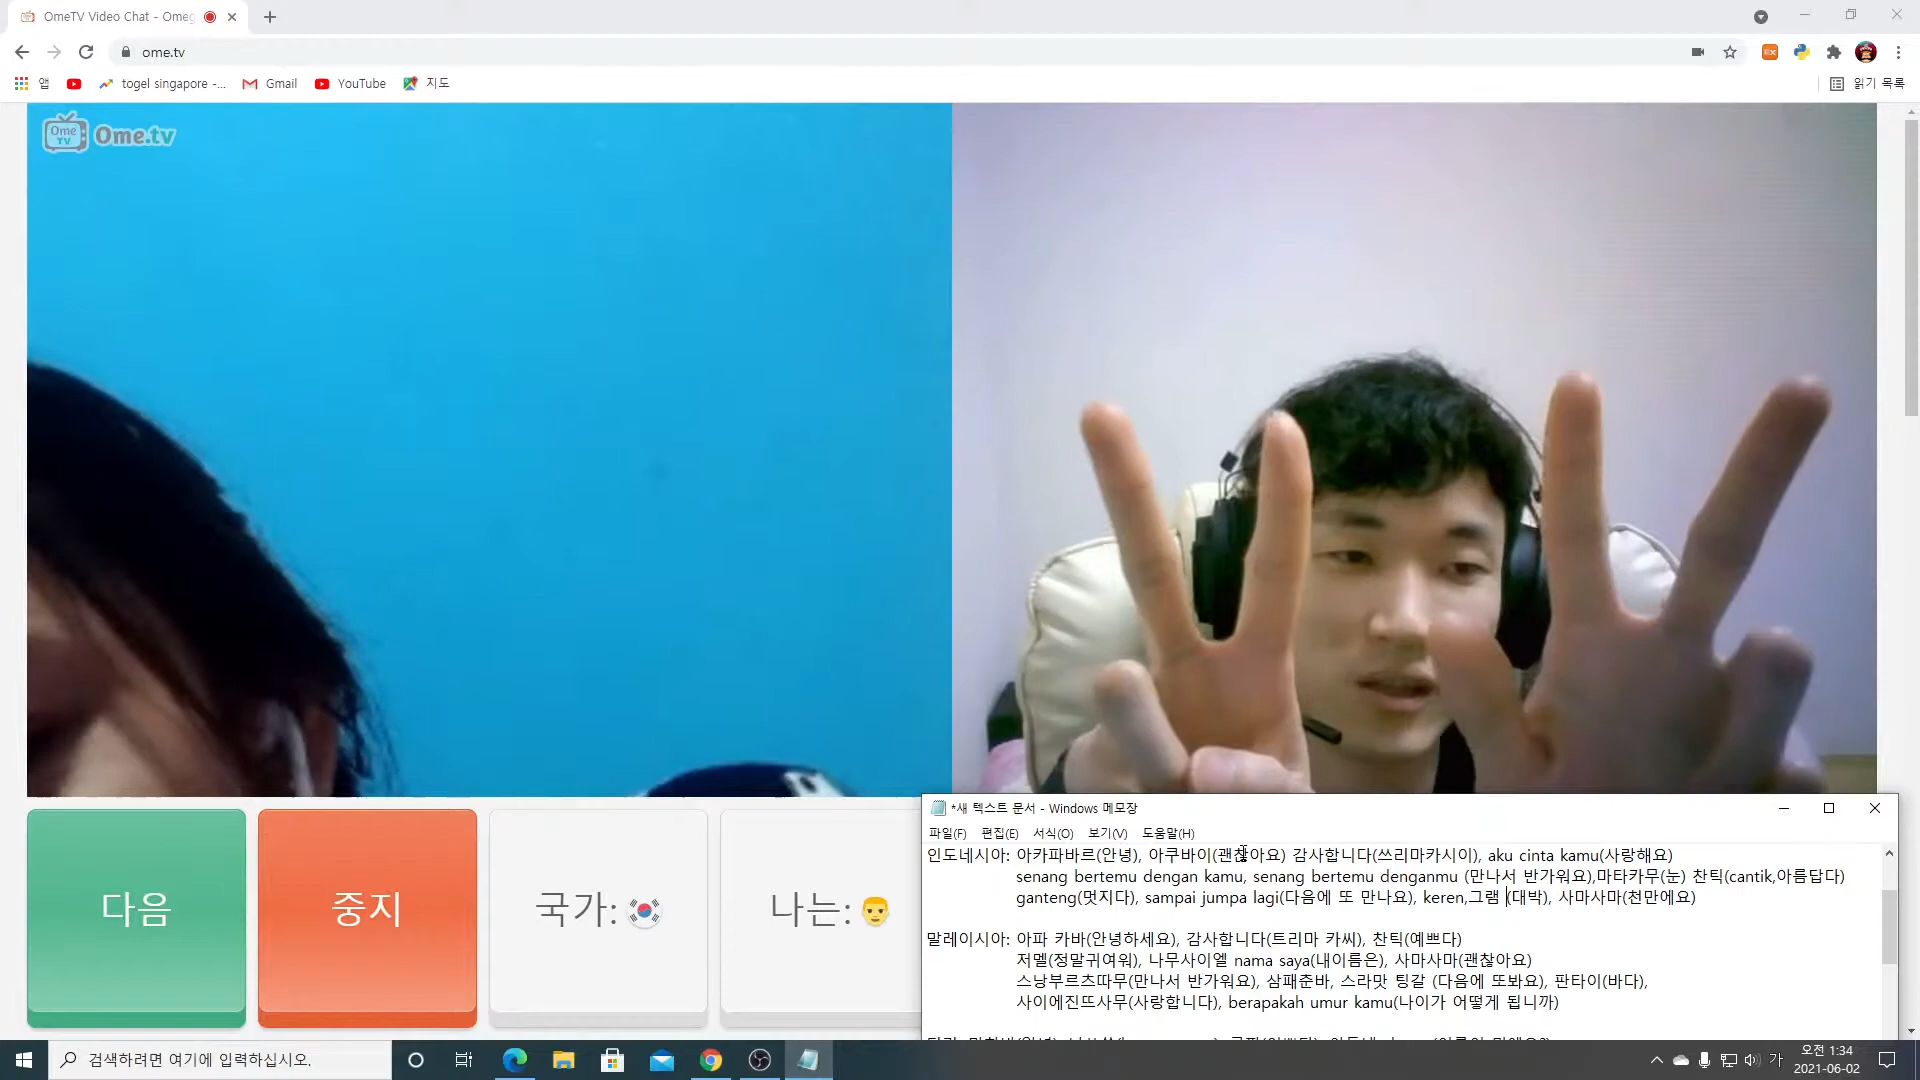 OmeTV Video Chat - Omeg
ome.tv
앱
togel singapore -...
Gmail
YouTube
지도
읽기 목록
Ome TV Ome.tv
다음
중지
국가:
나는:
*새 텍스트 문서 - Windows 메모장
파일(F) 편집(E) 서식(O) 보기(V) 도움말(H)
인도네시아: 아카파바르(안녕), 아쿠바이(괜찮아요) 감사합니다(쓰리마카시이), aku cinta kamu(사랑해요)
senang bertemu dengan kamu, senang bertemu denganmu (만나서 반가워요),마타카무(눈) 찬틱(cantik,아름답다)
ganteng(멋지다), sampai jumpa lagi(다음에 또 만나요), keren,그램 (대박), 사마사마(천만에요)
말레이시아: 아파 카바(안녕하세요), 감사합니다(트리마 카씨), 찬틱(예쁘다)
저멜(정말귀여워), 나무사이엘 nama saya(내이름은), 사마사마(괜찮아요)
스낭부르츠따무(만나서 반가워요), 삼패춘바, 스라맛 팅갈 (다음에 또봐요), 판타이(바다),
사이에진뜨사무(사랑합니다), berapakah umur kamu(나이가 어떻게 됩니까)
검색하려면 여기에 입력하십시오.
가
오전 1:34
2021-06-02